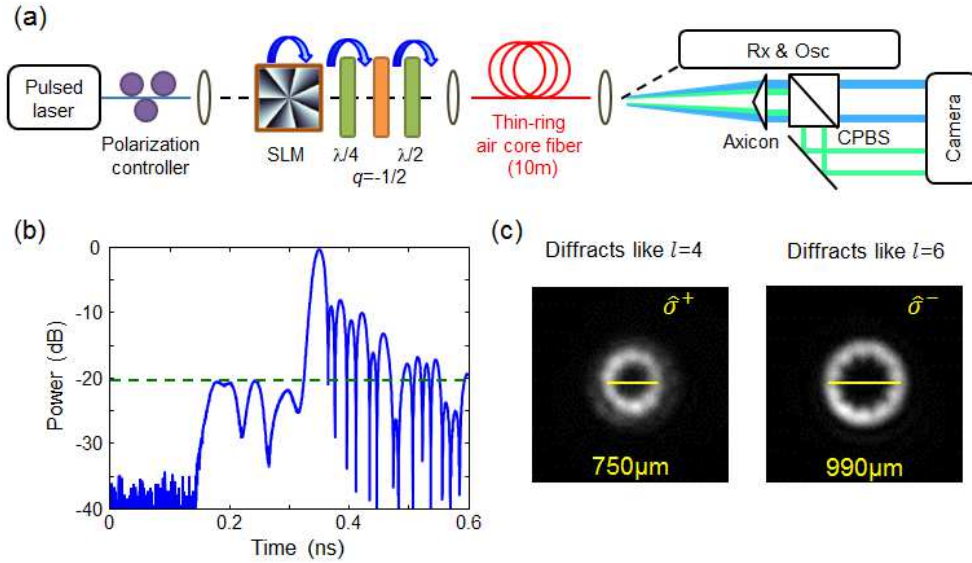 (a)
Pulsed
laser
Polarization
controller
SLM
λ/4
λ/2
q=-1/2
Thin-ring
air core fiber
(10m)
Rx & Osc
Axicon
CPBS
Camera
(b)
0
-10
-20
-30
-40
Power (dB)
0
0.2
0.4
0.6
Time (ns)
(c)
Diffracts like l=4
Diffracts like l=6
σ̂⁺
σ̂⁻
750μm
990μm